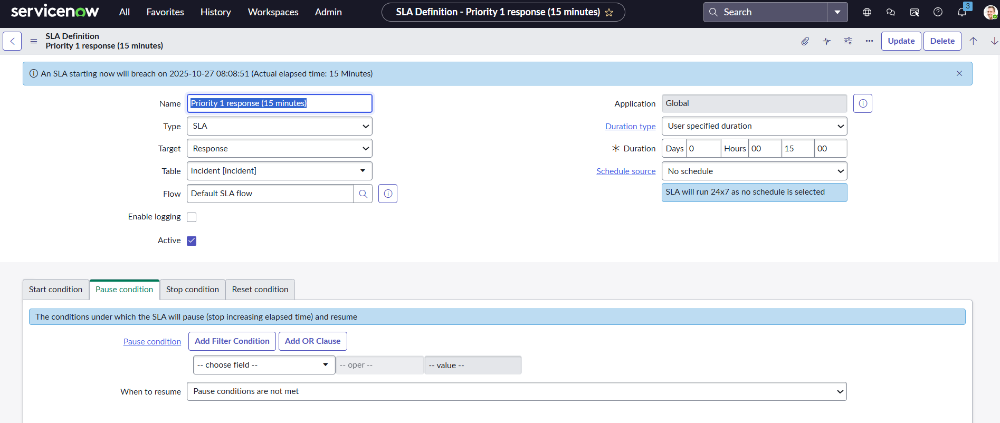 servicenow All Favorites History Workspaces Admin SLA Definition - Priority 1 response (15 minutes) Search 3
SLA Definition
Priority 1 response (15 minutes)
Update Delete
An SLA starting now will breach on 2025-10-27 08:08:51 (Actual elapsed time: 15 Minutes)
Name Priority 1 response (15 minutes)
Type SLA
Target Response
Table Incident [incident]
Flow Default SLA flow
Enable logging
Active
Application Global
Duration type User specified duration
Duration Days 0 Hours 00 15 00
Schedule source No schedule
SLA will run 24x7 as no schedule is selected
Start condition Pause condition Stop condition Reset condition
The conditions under which the SLA will pause (stop increasing elapsed time) and resume
Pause condition Add Filter Condition Add OR Clause
-- choose field -- -- oper -- -- value --
When to resume Pause conditions are not met